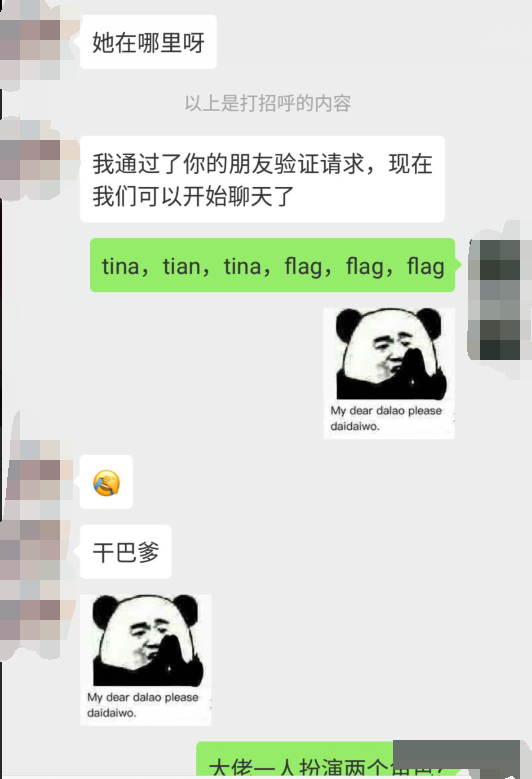 她在哪里呀
以上是打招呼的内容
我通过了你的朋友验证请求，现在
我们可以开始聊天了
tina，tian，tina，flag，flag，flag
My dear dalao please
daidaiwo.
干巴爹
My dear dalao please
daidaiwo.
大佬一人扮演两个